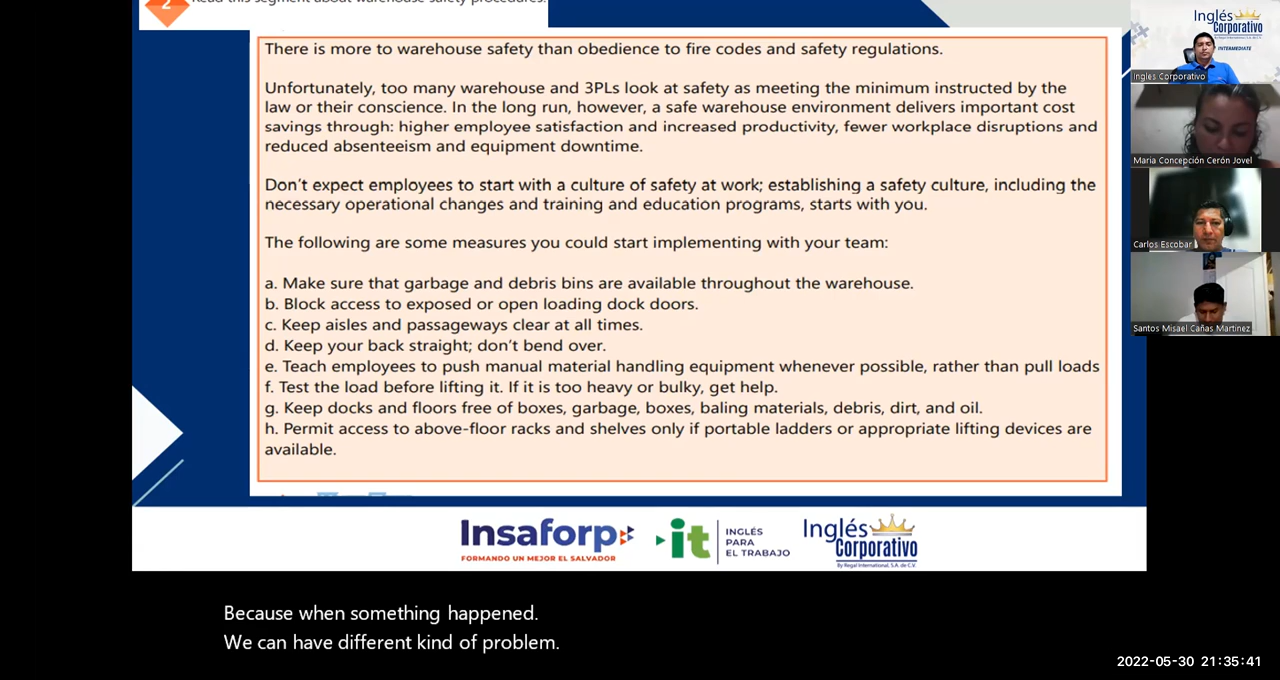 Read this segment about warehouse safety procedures.
2
There is more to warehouse safety than obedience to fire codes and safety regulations.
Unfortunately, too many warehouse and 3PLs look at safety as meeting the minimum instructed by the
law or their conscience. In the long run, however, a safe warehouse environment delivers important cost
savings through: higher employee satisfaction and increased productivity, fewer workplace disruptions and
reduced absenteeism and equipment downtime.
Don't expect employees to start with a culture of safety at work; establishing a safety culture, including the
necessary operational changes and training and education programs, starts with you.
The following are some measures you could start implementing with your team:
a. Make sure that garbage and debris bins are available throughout the warehouse.
b. Block access to exposed or open loading dock doors.
c. Keep aisles and passageways clear at all times.
d. Keep your back straight; don't bend over.
e. Teach employees to push manual material handling equipment whenever possible, rather than pull loads
f. Test the load before lifting it. If it is too heavy or bulky, get help.
g. Keep docks and floors free of boxes, garbage, boxes, baling materials, debris, dirt, and oil.
h. Permit access to above-floor racks and shelves only if portable ladders or appropriate lifting devices are
available.
Insaforp
FORMANDO UN MEJOR EL SALVADOR
it
INGLÉS
PARA
EL TRABAJO
Inglés
Corporativo
By Regal International, S.A. de C.V.
Inglés
Corporativo
INTERMEDIATE
Ingles Corporativo
Maria Concepción Cerón Jovel
Carlos Escobar
Santos Misael Cañas Martinez
Because when something happened.
We can have different kind of problem.
2022-05-30 21:35:41